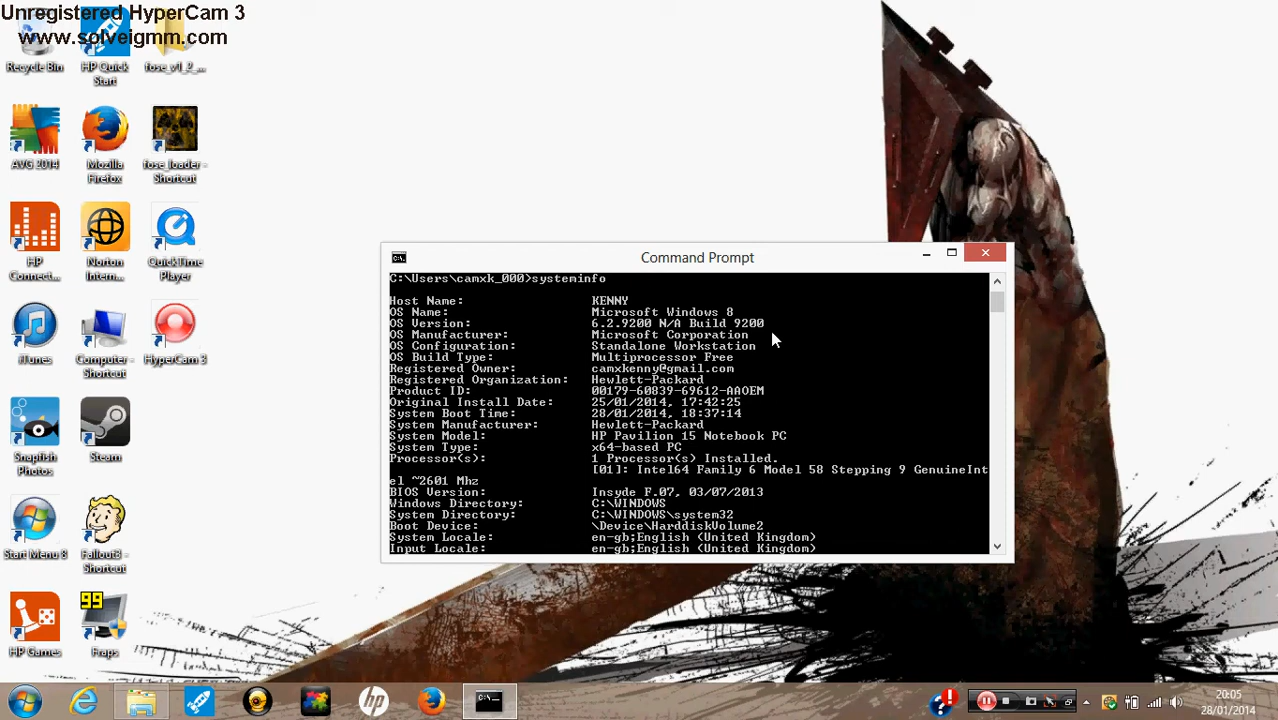 Unregistered HyperCam 3
www.solveigmm.com
Recycle Bin
HP Quick
Start
fose_v1_2_...
AVG 2014
Mozilla
Firefox
fose_loader -
Shortcut
HP
Connect...
Norton
Intern...
QuickTime
Player
iTunes
Computer -
Shortcut
HyperCam 3
Snapfish
Photos
Steam
Start Menu 8
Fallout3 -
Shortcut
HP Games
99
Fraps
Command Prompt
C:\Users\camxk_000>systeminfo
Host Name: KENNY
OS Name: Microsoft Windows 8
OS Version: 6.2.9200 N/A Build 9200
OS Manufacturer: Microsoft Corporation
OS Configuration: Standalone Workstation
OS Build Type: Multiprocessor Free
Registered Owner: camxkenny@gmail.com
Registered Organization: Hewlett-Packard
Product ID: 00179-60839-69612-AAOEM
Original Install Date: 25/01/2014, 17:42:25
System Boot Time: 28/01/2014, 18:37:14
System Manufacturer: Hewlett-Packard
System Model: HP Pavilion 15 Notebook PC
System Type: x64-based PC
Processor(s): 1 Processor(s) Installed.
[01]: Intel64 Family 6 Model 58 Stepping 9 GenuineInt
el ~2601 Mhz
BIOS Version: Insyde F.07, 03/07/2013
Windows Directory: C:\WINDOWS
System Directory: C:\WINDOWS\system32
Boot Device: \Device\HarddiskVolume2
System Locale: en-gb;English (United Kingdom)
Input Locale: en-gb;English (United Kingdom)
hp
20:05
28/01/2014